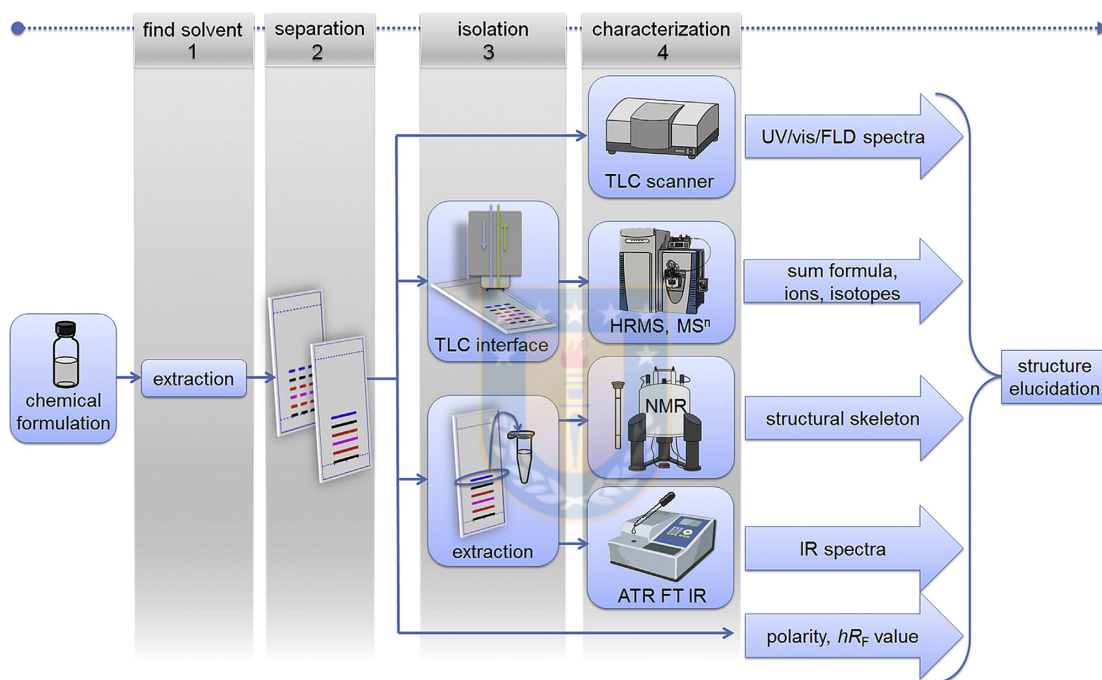 find solvent
1
separation
2
isolation
3
characterization
4
TLC scanner
UV/vis/FLD spectra
TLC interface
HRMS, MSⁿ
sum formula,
ions, isotopes
chemical
formulation
extraction
NMR
structural skeleton
structure
elucidation
extraction
ATR FT IR
IR spectra
polarity, hRF value